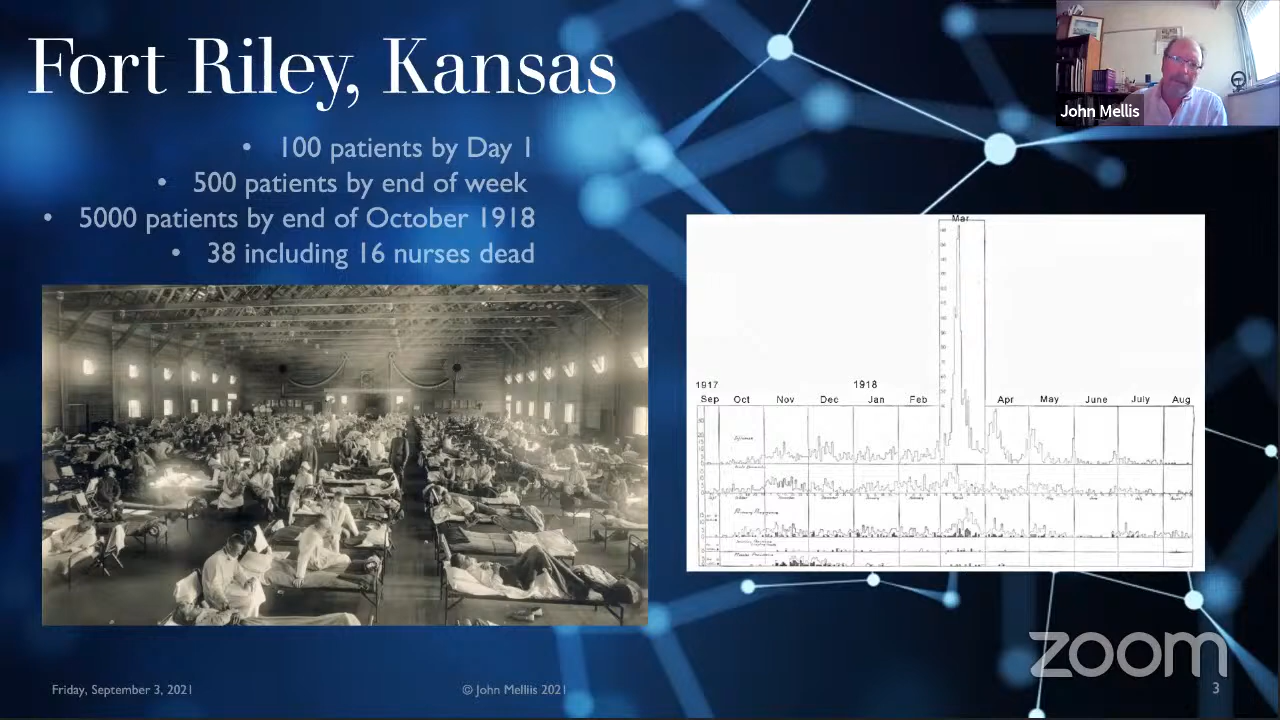 Fort Riley, Kansas
• 100 patients by Day 1
• 500 patients by end of week
• 5000 patients by end of October 1918
• 38 including 16 nurses dead
John Mellis
Mar
1917
1918
Sep Oct Nov Dec Jan Feb Apr May June July Aug
zoom
Friday, September 3, 2021
© John Melliis 2021
3